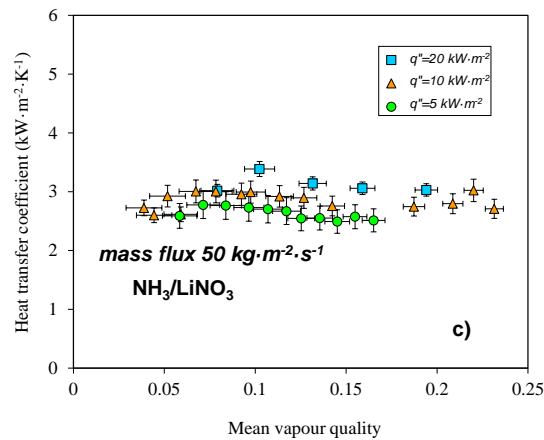 6
5
4
3
2
1
0
Heat transfer coefficient (kW·m⁻²·K⁻¹)
q"=20 kW·m⁻²
q"=10 kW·m⁻²
q"=5 kW·m⁻²
mass flux 50 kg·m⁻²·s⁻¹
NH₃/LiNO₃
c)
0 0.05 0.1 0.15 0.2 0.25
Mean vapour quality